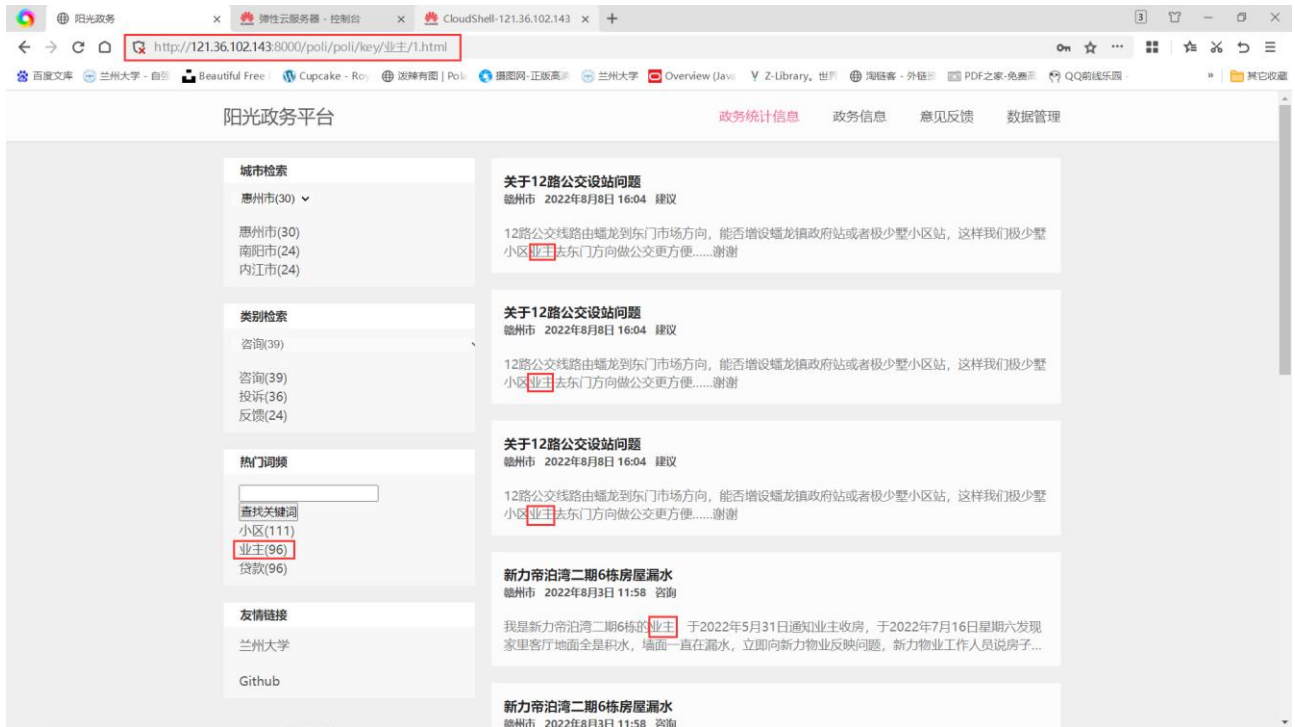 阳光政务
弹性云服务器 - 控制台
CloudShell-121.36.102.143
3
http://121.36.102.143:8000/poli/poli/key/业主/1.html
百度文库
兰州大学 - 自强
Beautiful Free
Cupcake - Roy
泼辣有图 | Pola
摄图网-正版高
兰州大学
Overview (Java
Z-Library。世界
淘链客 - 外链
PDF之家-免费
QQ前线乐园 -
»
其它收藏
阳光政务平台
政务统计信息
政务信息
意见反馈
数据管理
城市检索
惠州市(30)
惠州市(30)
南阳市(24)
内江市(24)
类别检索
咨询(39)
咨询(39)
投诉(36)
反馈(24)
热门词频
查找关键词
小区(111)
业主(96)
贷款(96)
友情链接
兰州大学
Github
关于12路公交设站问题
赣州市 2022年8月8日 16:04 建议
12路公交线路由蟠龙到东门市场方向，能否增设蟠龙镇政府站或者极少墅小区站，这样我们极少墅
小区业主去东门方向做公交更方便......谢谢
关于12路公交设站问题
赣州市 2022年8月8日 16:04 建议
12路公交线路由蟠龙到东门市场方向，能否增设蟠龙镇政府站或者极少墅小区站，这样我们极少墅
小区业主去东门方向做公交更方便......谢谢
关于12路公交设站问题
赣州市 2022年8月8日 16:04 建议
12路公交线路由蟠龙到东门市场方向，能否增设蟠龙镇政府站或者极少墅小区站，这样我们极少墅
小区业主去东门方向做公交更方便......谢谢
新力帝泊湾二期6栋房屋漏水
赣州市 2022年8月3日 11:58 咨询
我是新力帝泊湾二期6栋的业主，于2022年5月31日通知业主收房，于2022年7月16日星期六发现
家里客厅地面全是积水，墙面一直在漏水，立即向新力物业反映问题，新力物业工作人员说房子...
新力帝泊湾二期6栋房屋漏水
赣州市 2022年8月3日 11:58 咨询